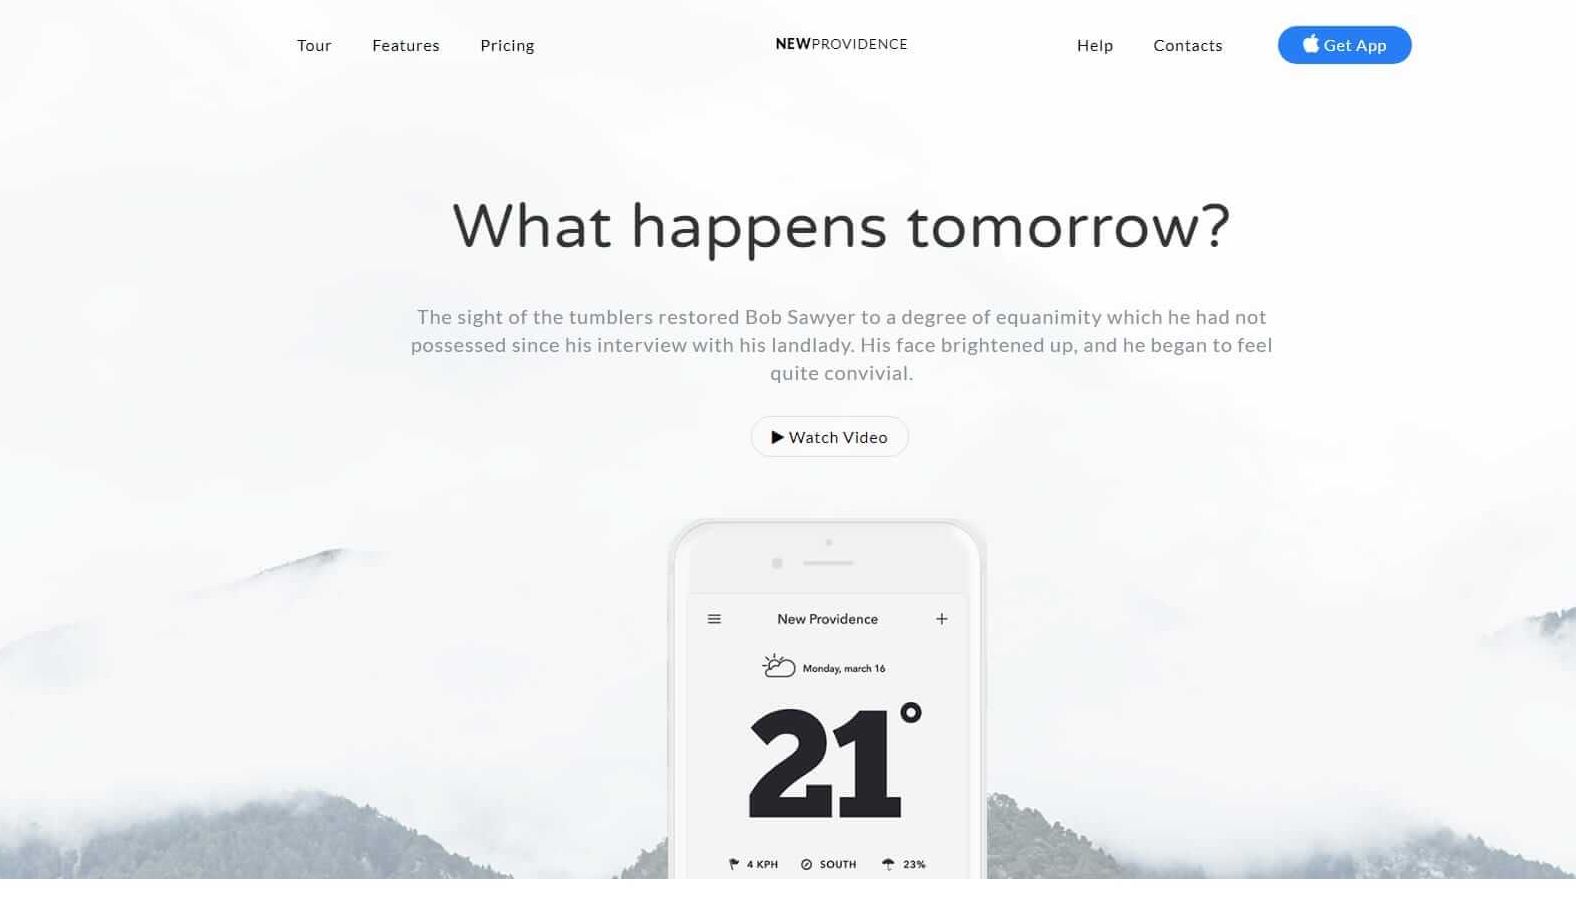 Tour Features Pricing NEWPROVIDENCE Help Contacts Get App
What happens tomorrow?
The sight of the tumblers restored Bob Sawyer to a degree of equanimity which he had not
possessed since his interview with his landlady. His face brightened up, and he began to feel
quite convivial.
Watch Video
New Providence
Monday, march 16
21°
4 KPH SOUTH 23%